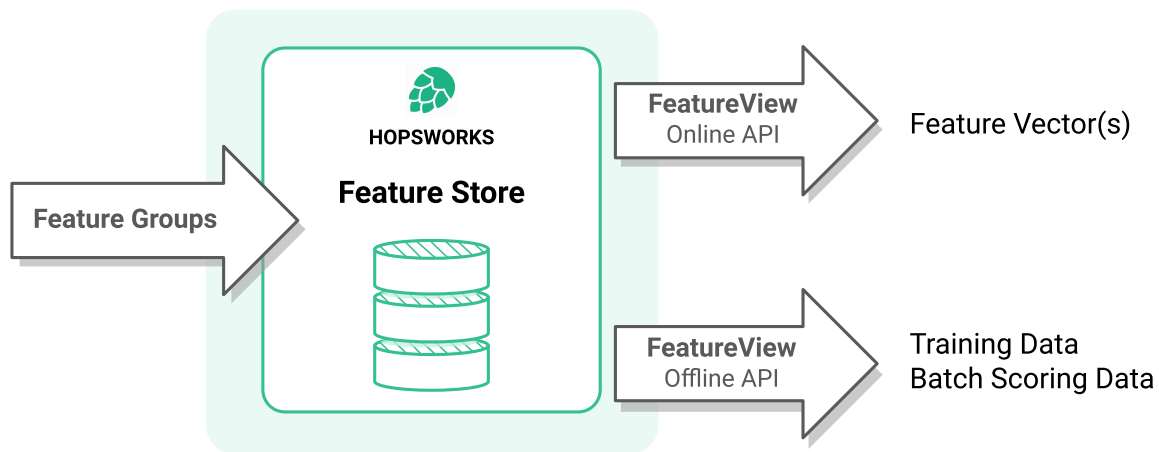 Feature Groups
HOPSWORKS
Feature Store
FeatureView
Online API
Feature Vector(s)
FeatureView
Offline API
Training Data
Batch Scoring Data